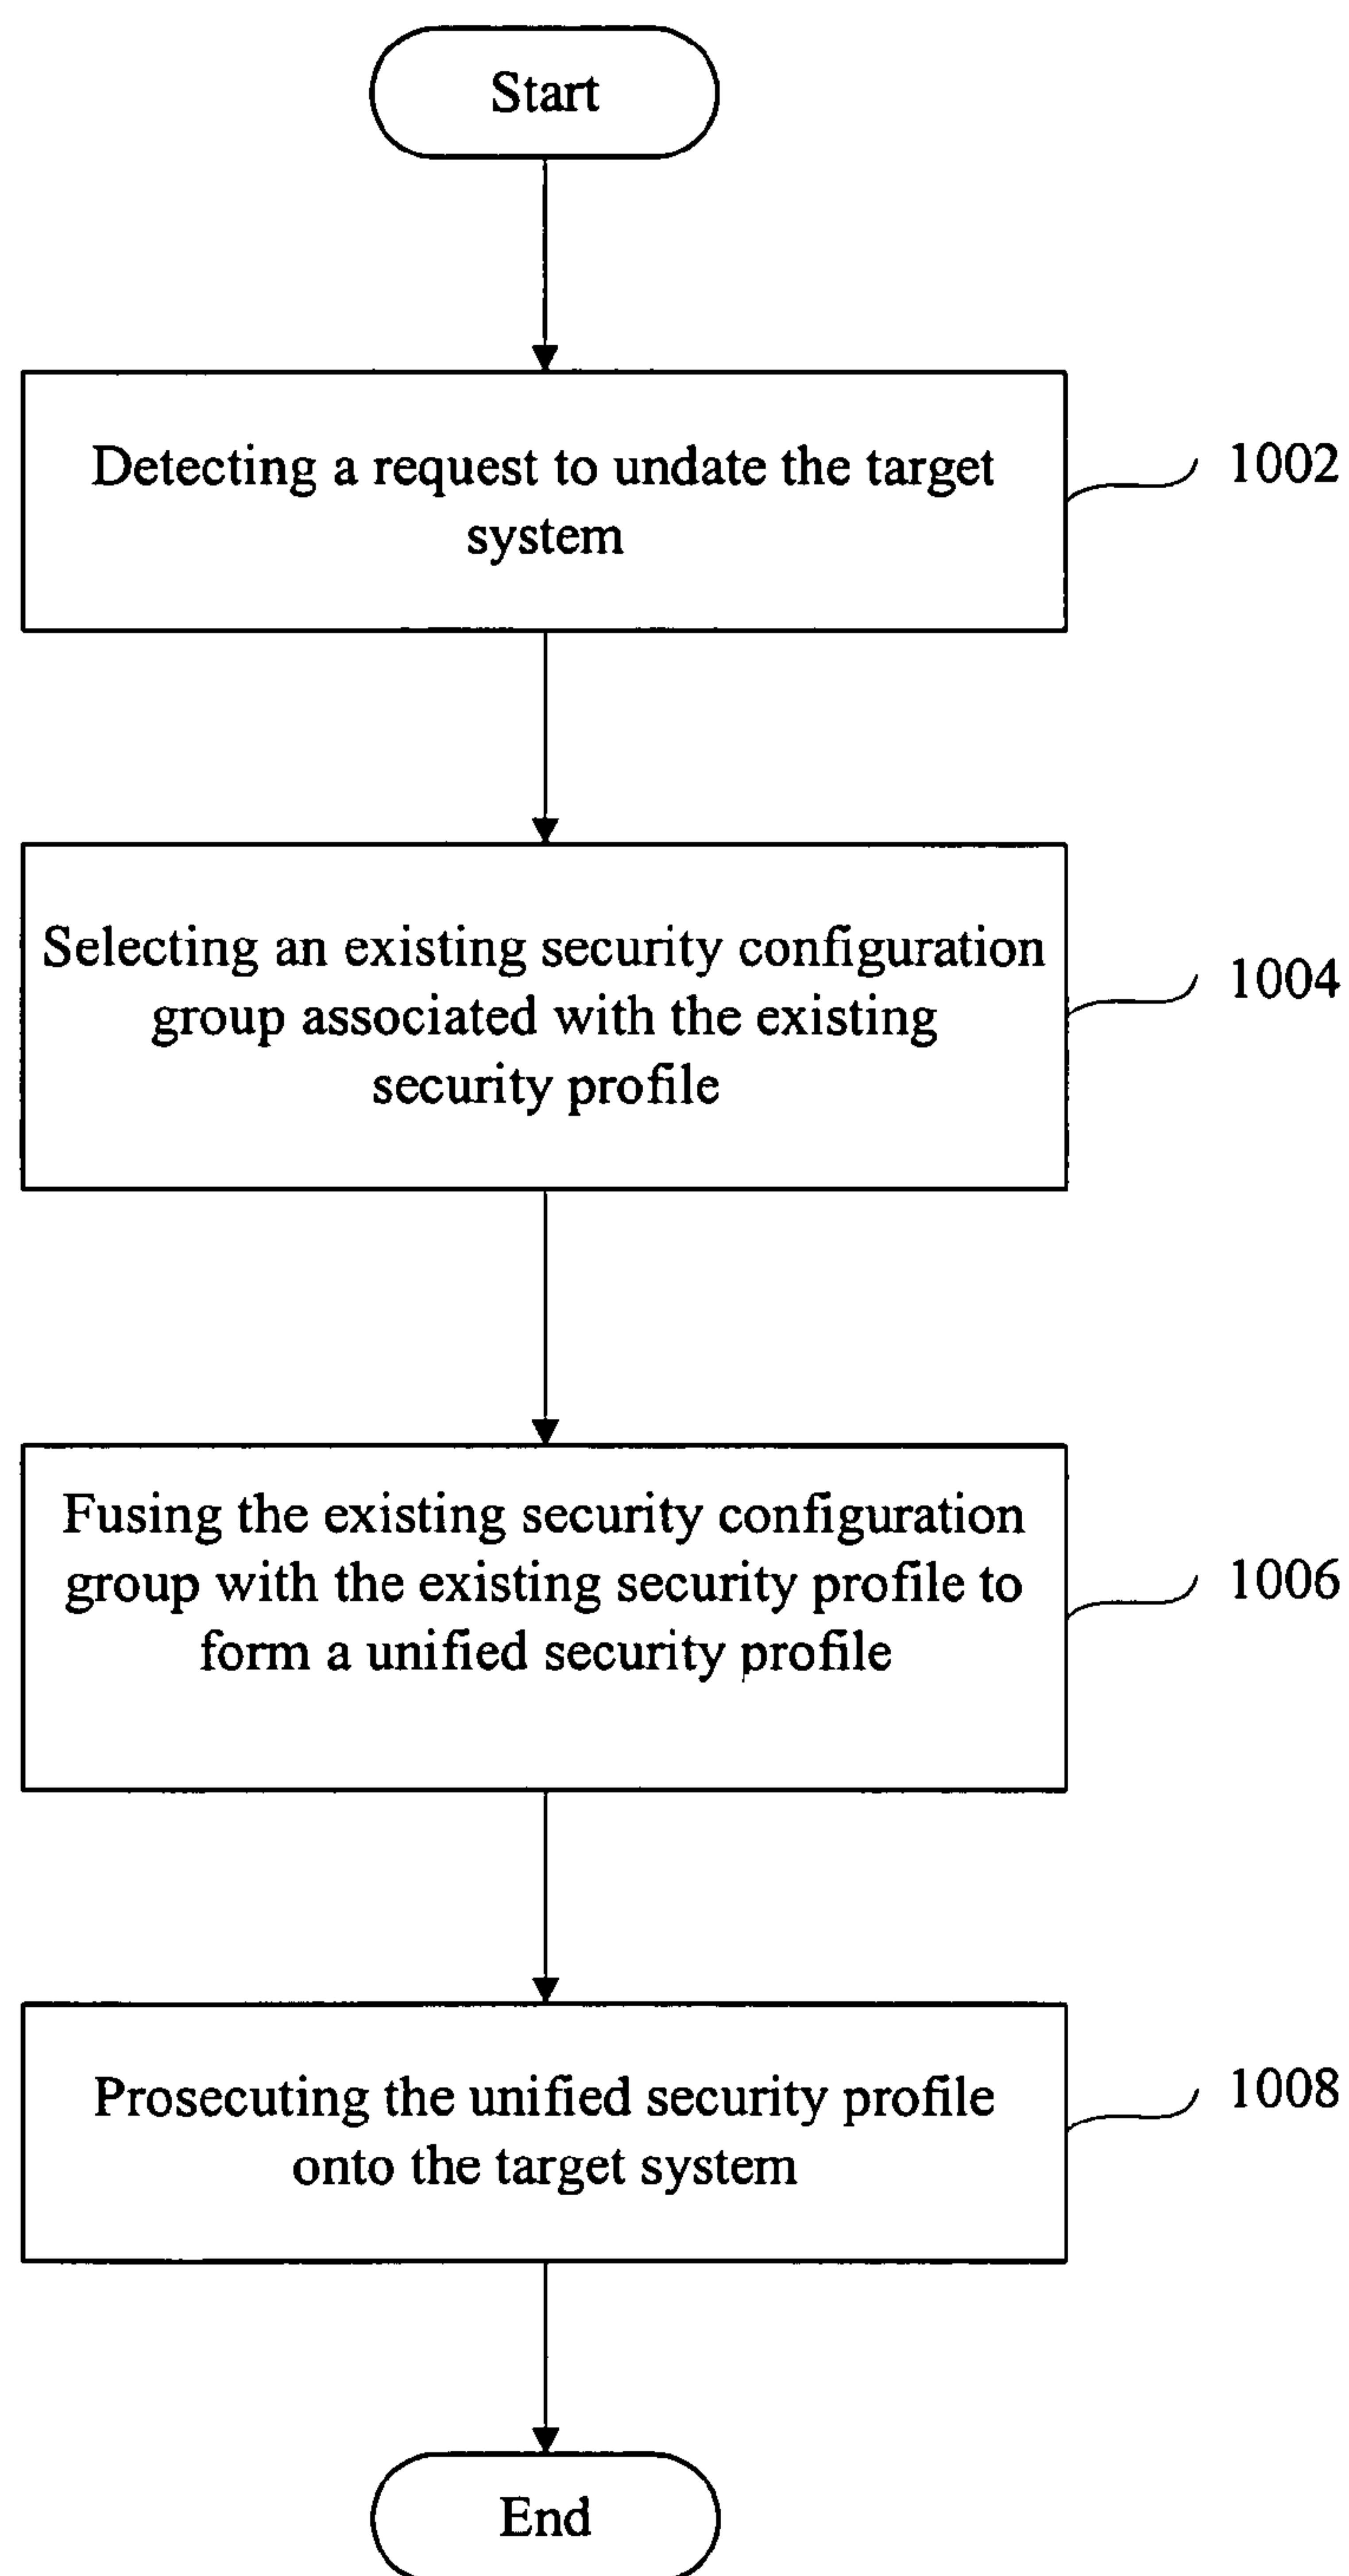 Start
Detecting a request to undate the target
system
1002
Selecting an existing security configuration
group associated with the existing
security profile
1004
Fusing the existing security configuration
group with the existing security profile to
form a unified security profile
1006
Prosecuting the unified security profile
onto the target system
1008
End